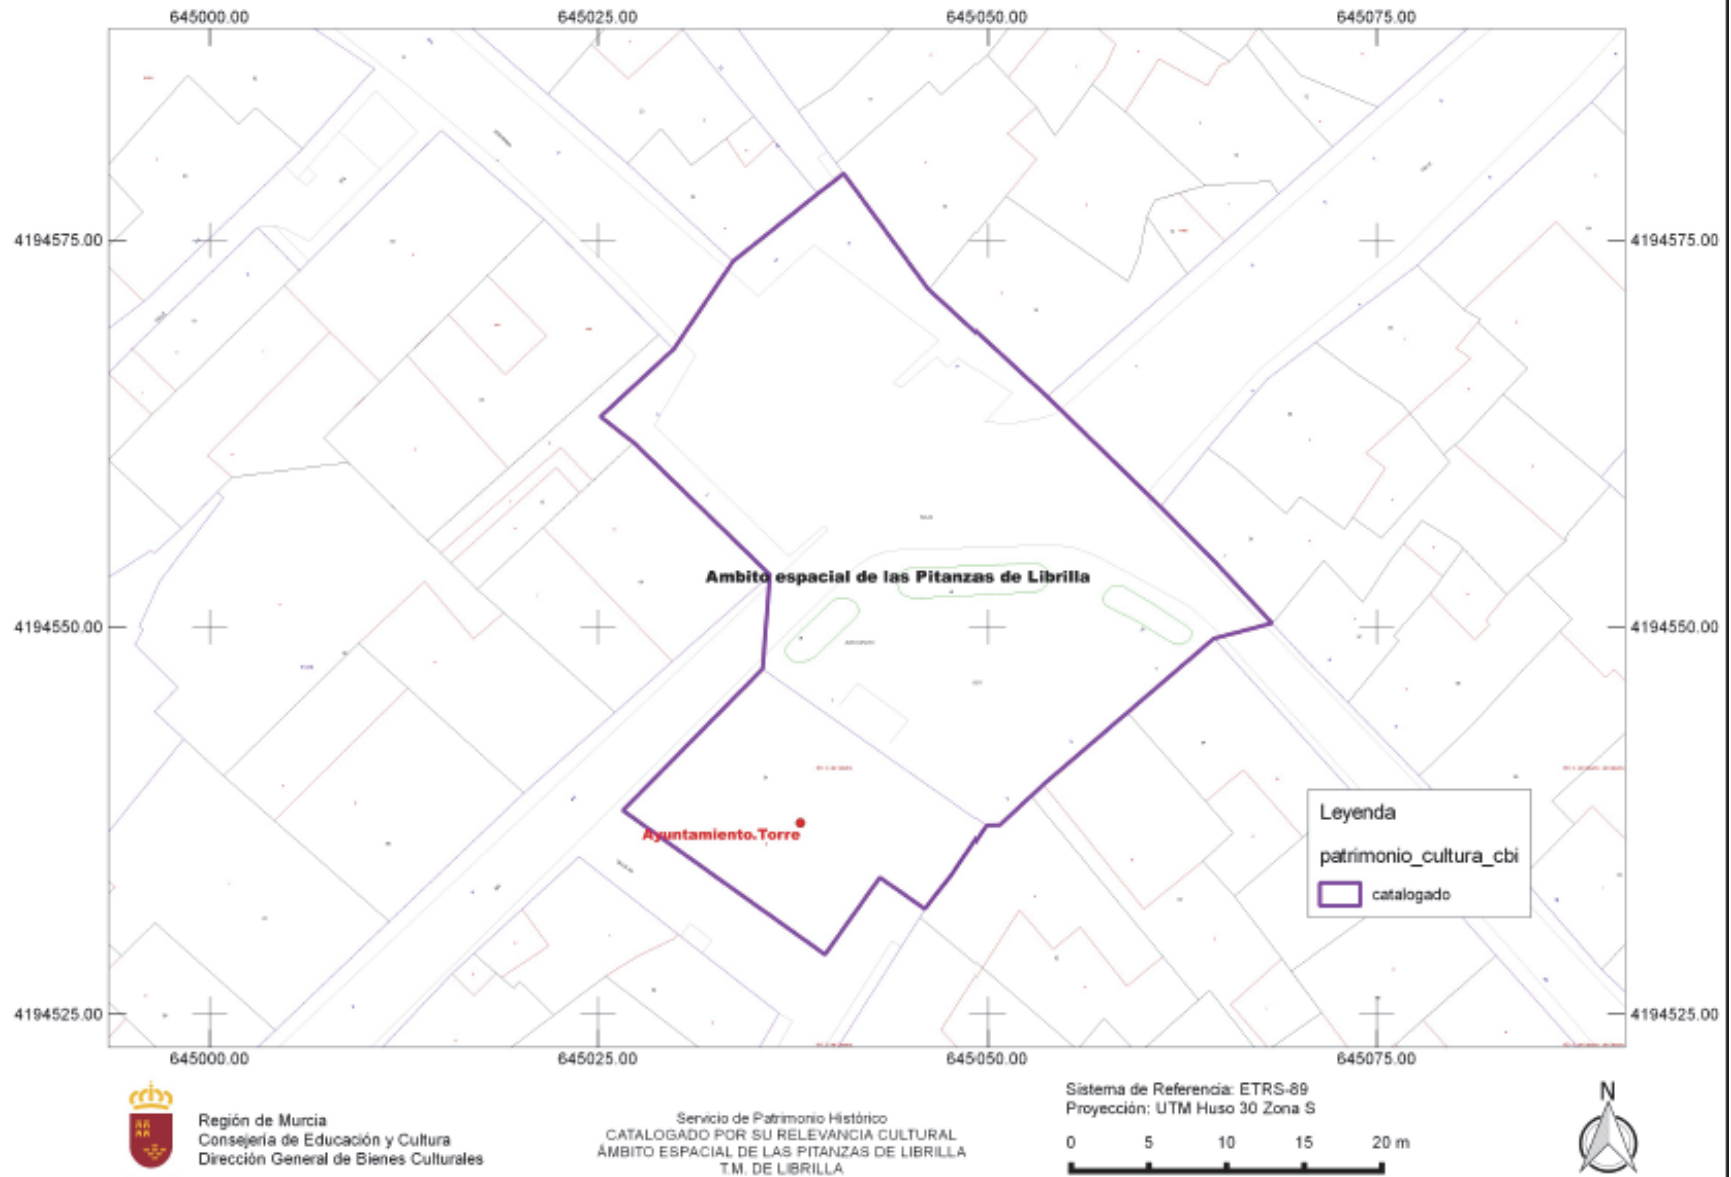 645000.00 645025.00 645050.00 645075.00
4194575.00 4194575.00
Ambito espacial de las Pitanzas de Librilla
4194550.00 4194550.00
Ayuntamiento.Torre
Leyenda
patrimonio_cultura_cbi
catalogado
4194525.00 4194525.00
645000.00 645025.00 645050.00 645075.00
Región de Murcia
Consejería de Educación y Cultura
Dirección General de Bienes Culturales
Servicio de Patrimonio Histórico
CATALOGADO POR SU RELEVANCIA CULTURAL
ÁMBITO ESPACIAL DE LAS PITANZAS DE LIBRILLA
T.M. DE LIBRILLA
Sistema de Referencia: ETRS-89
Proyección: UTM Huso 30 Zona S
0 5 10 15 20 m
N